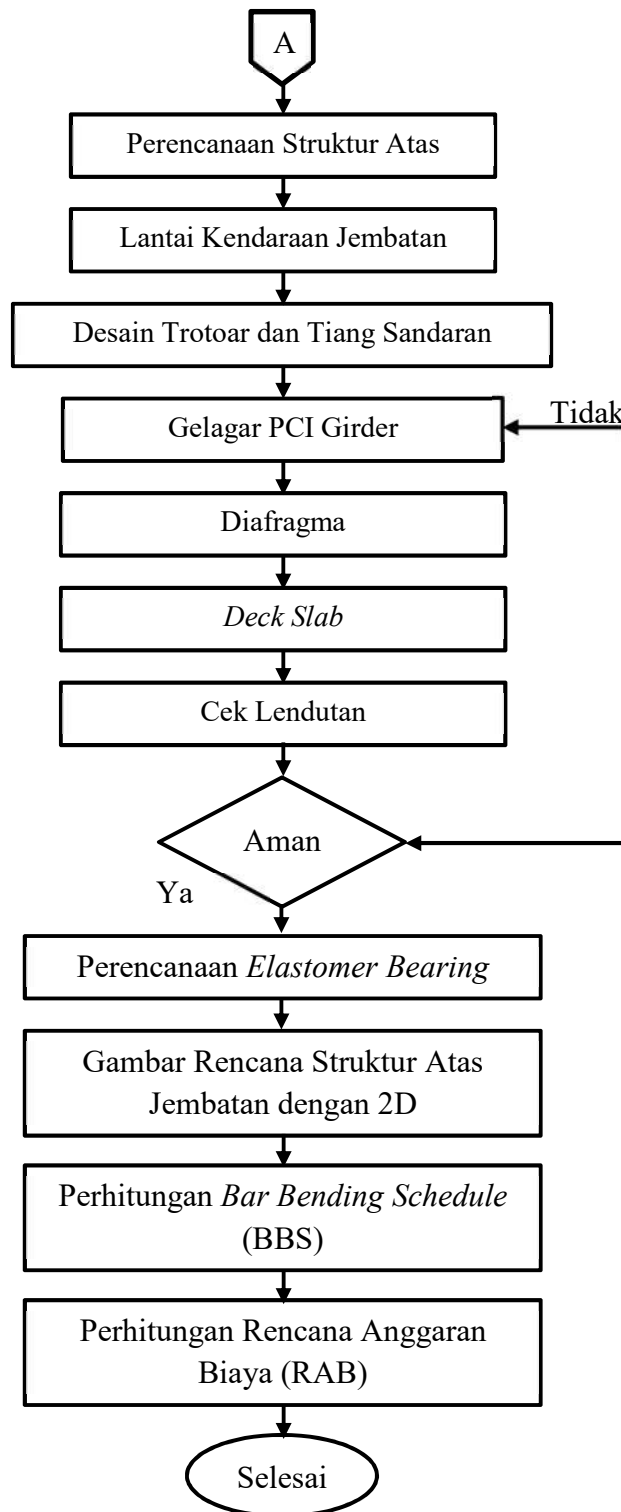 A
Perencanaan Struktur Atas
Lantai Kendaraan Jembatan
Desain Trotoar dan Tiang Sandaran
Gelagar PCI Girder
Tidak
Diafragma
Deck Slab
Cek Lendutan
Aman
Ya
Perencanaan Elastomer Bearing
Gambar Rencana Struktur Atas
Jembatan dengan 2D
Perhitungan Bar Bending Schedule
(BBS)
Perhitungan Rencana Anggaran
Biaya (RAB)
Selesai